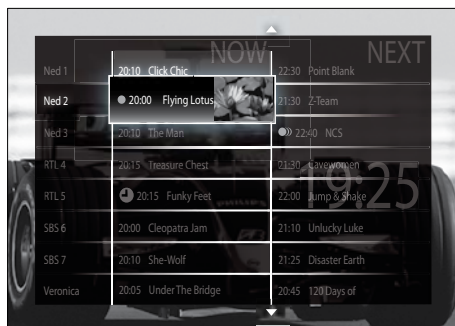 NOW NEXT
Ned 1 20:10 Click Chic 22:30 Point Blank
Ned 2 20:00 Flying Lotus 21:30 Z-Team
Ned 3 20:10 The Man 22:40 NCS
RTL 4 20:15 Treasure Chest 21:30 Cavewomen
19:25
RTL 5 20:15 Funky Feet 22:00 Jump & Shake
SBS 6 20:00 Cleopatra Jam 21:10 Unlucky Luke
SBS 7 20:10 She-Wolf 21:25 Disaster Earth
Veronica 20:05 Under The Bridge 20:45 120 Days of